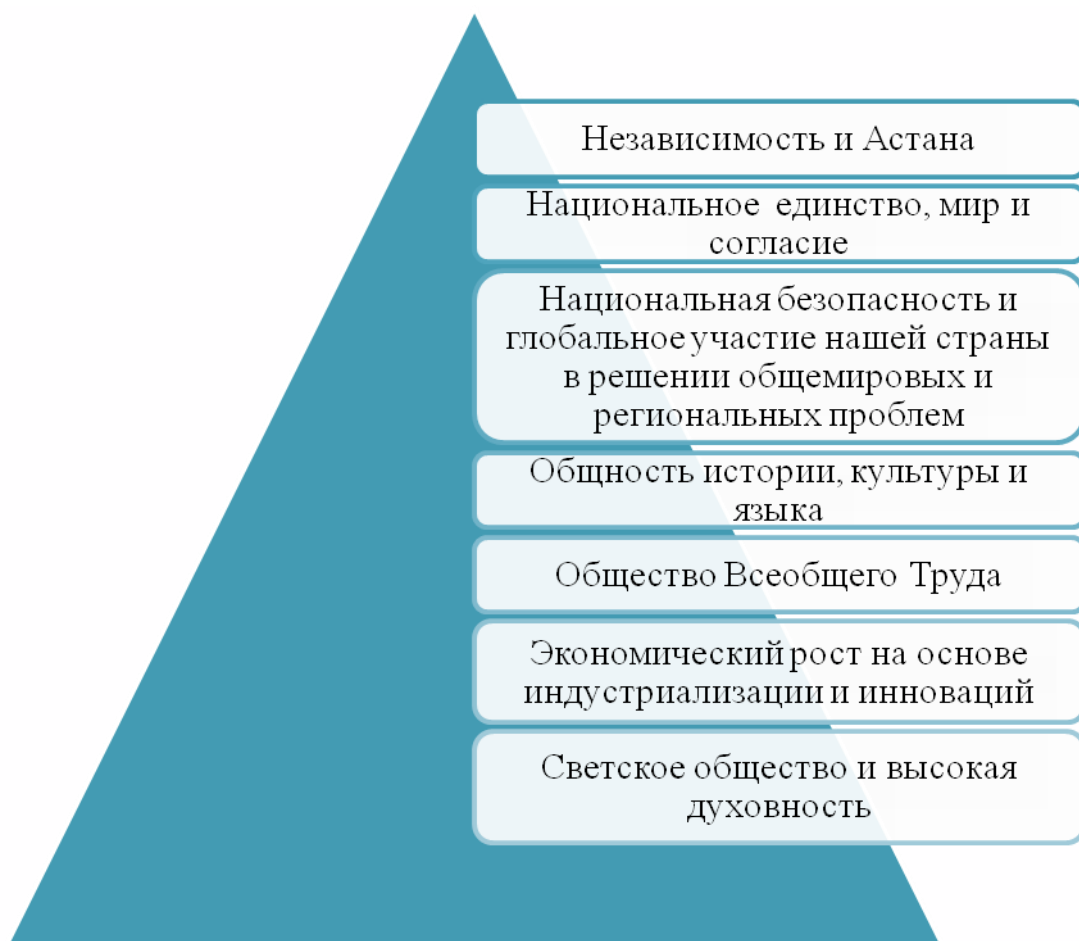 Независимость и Астана
Национальное единство, мир и
согласие
Национальная безопасность и
глобальное участие нашей страны
в решении общемировых и
региональных проблем
Общность истории, культуры и
языка
Общество Всеобщего Труда
Экономический рост на основе
индустриализации и инноваций
Светское общество и высокая
духовность